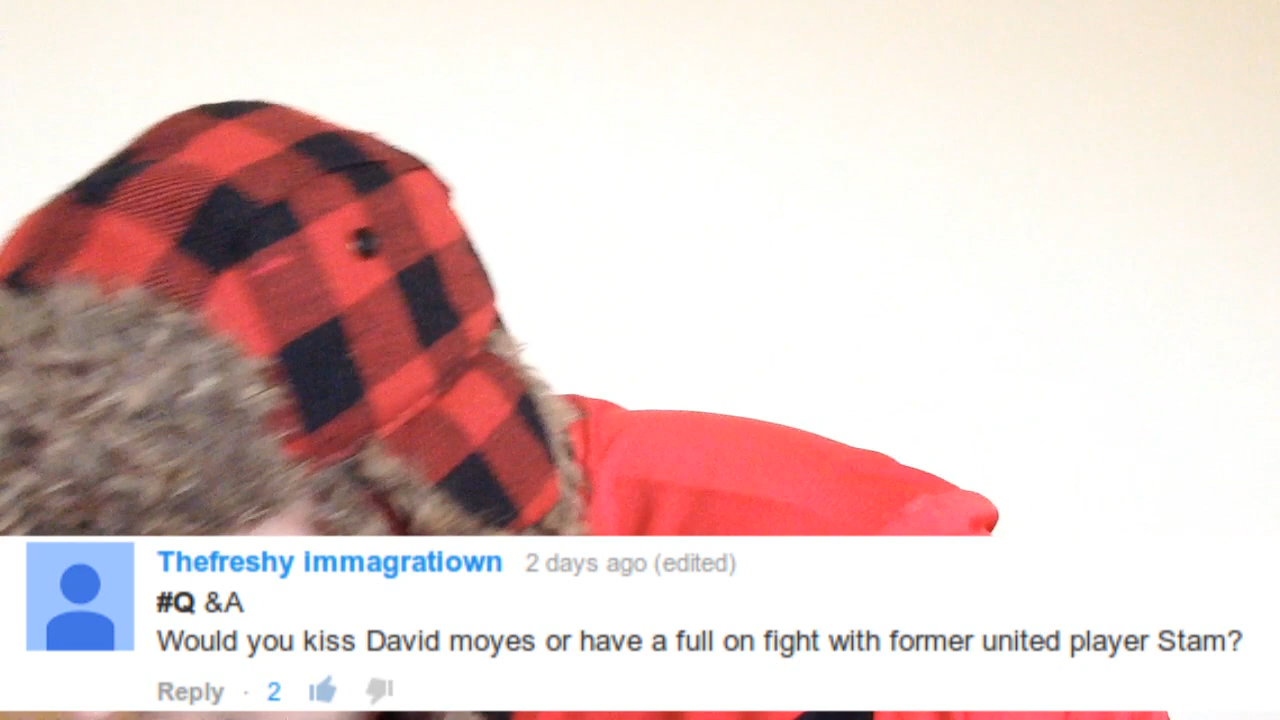 Thefreshy immagratiown 2 days ago (edited)
#Q &A
Would you kiss David moyes or have a full on fight with former united player Stam?
Reply · 2